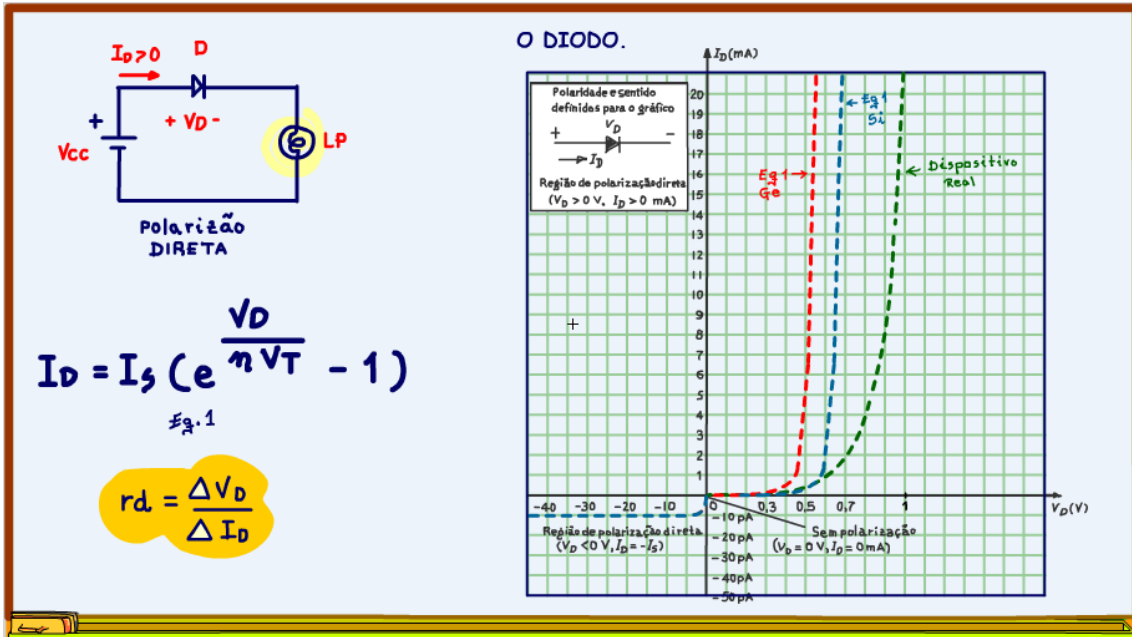 O DIODO.
ID>0
D
+ VD -
+
Vcc
LP
Polarizão
DIRETA
ID = IS (e VD/nVT - 1)
Eq.1
rd = ΔVD/ΔID
ID(mA)
Polaridade e sentido
definidos para o gráfico
VD
+ -
ID
Região de polarização direta
(VD > 0 V, ID > 0 mA)
Eq 1
Si
Eq 1
Ge
Dispositivo
Real
20
19
18
17
16
15
14
13
12
11
10
9
8
7
6
5
4
3
2
1
-40 -30 -20 -10 0 0,3 0,5 0,7 1
VD(V)
Região de polarização direta
(VD < 0 V, ID = -IS)
Sem polarização
(VD = 0 V, ID = 0 mA)
-10 pA
-20 pA
-30 pA
-40 pA
-50 pA